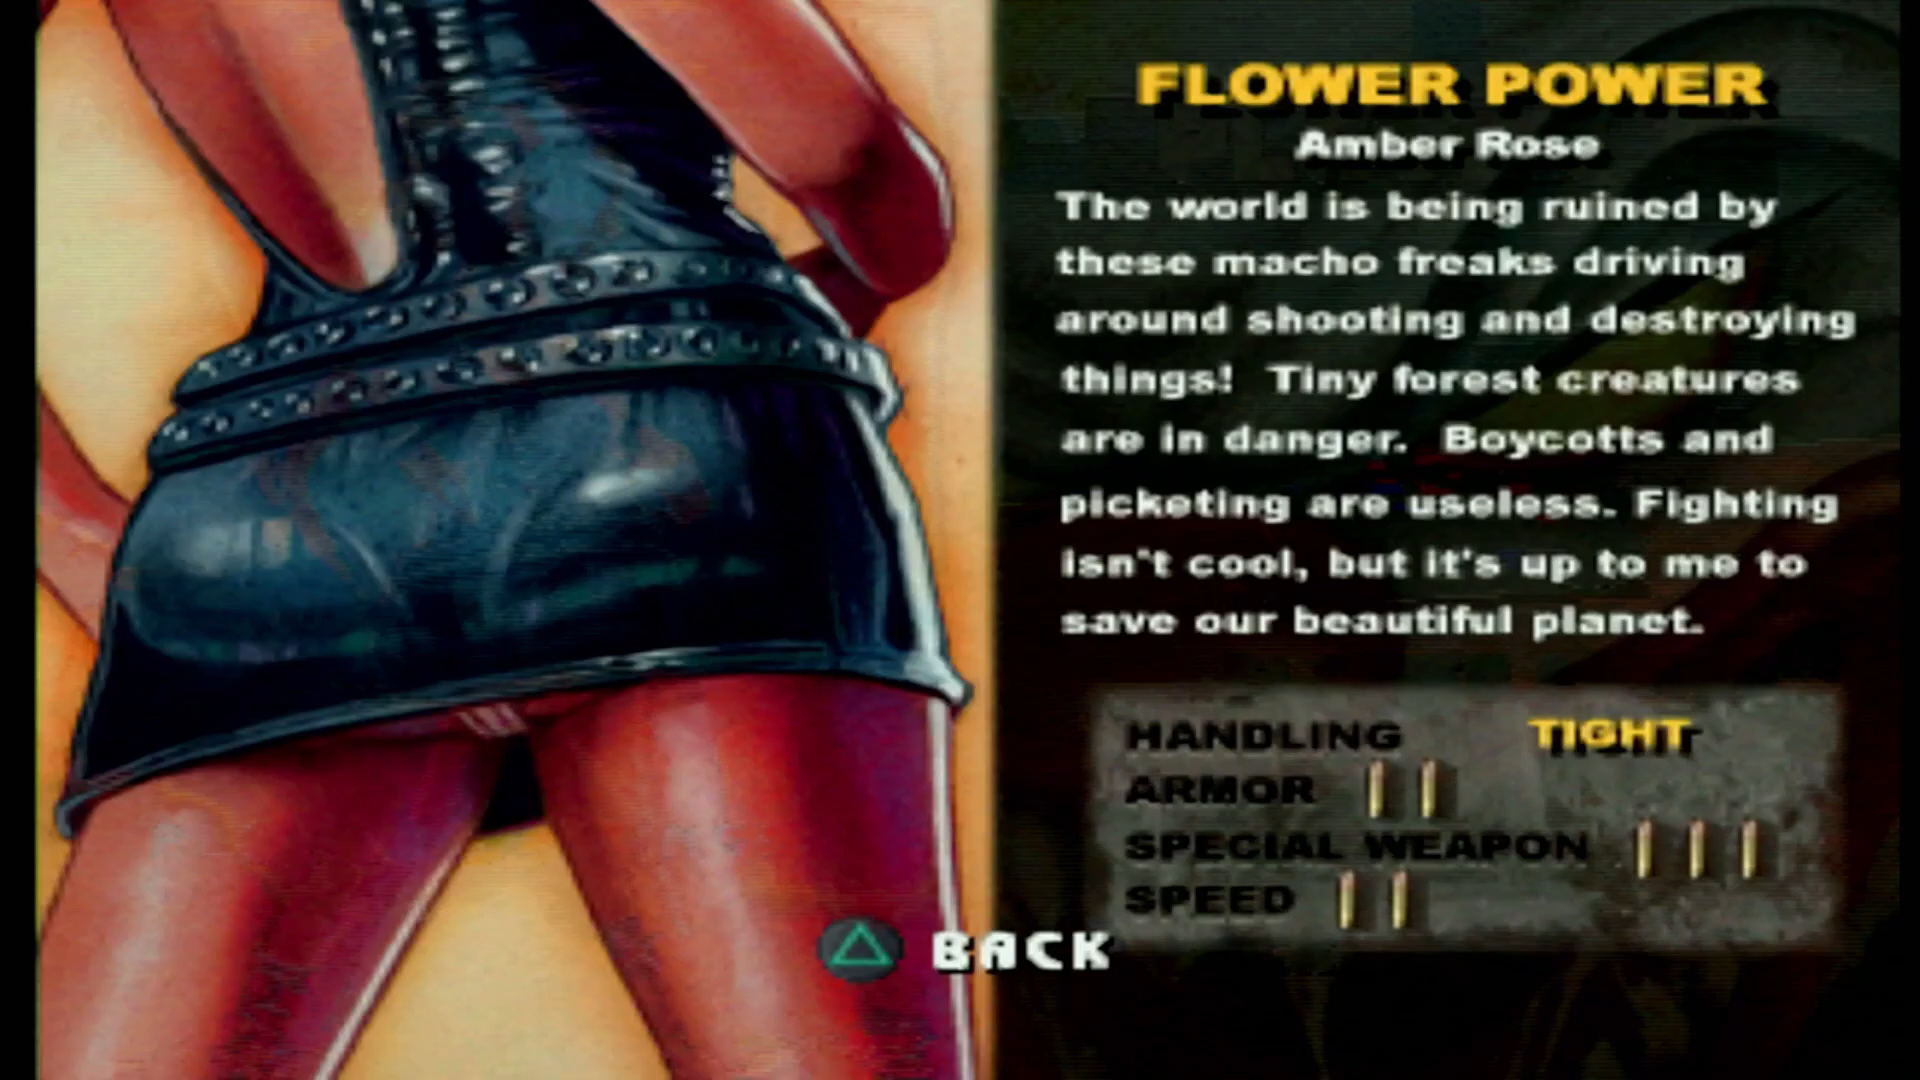 FLOWER POWER
Amber Rose
The world is being ruined by
these macho freaks driving
around shooting and destroying
things!  Tiny forest creatures
are in danger.  Boycotts and
picketing are useless. Fighting
isn't cool, but it's up to me to
save our beautiful planet.
HANDLING TIGHT
ARMOR
SPECIAL WEAPON
SPEED
BACK